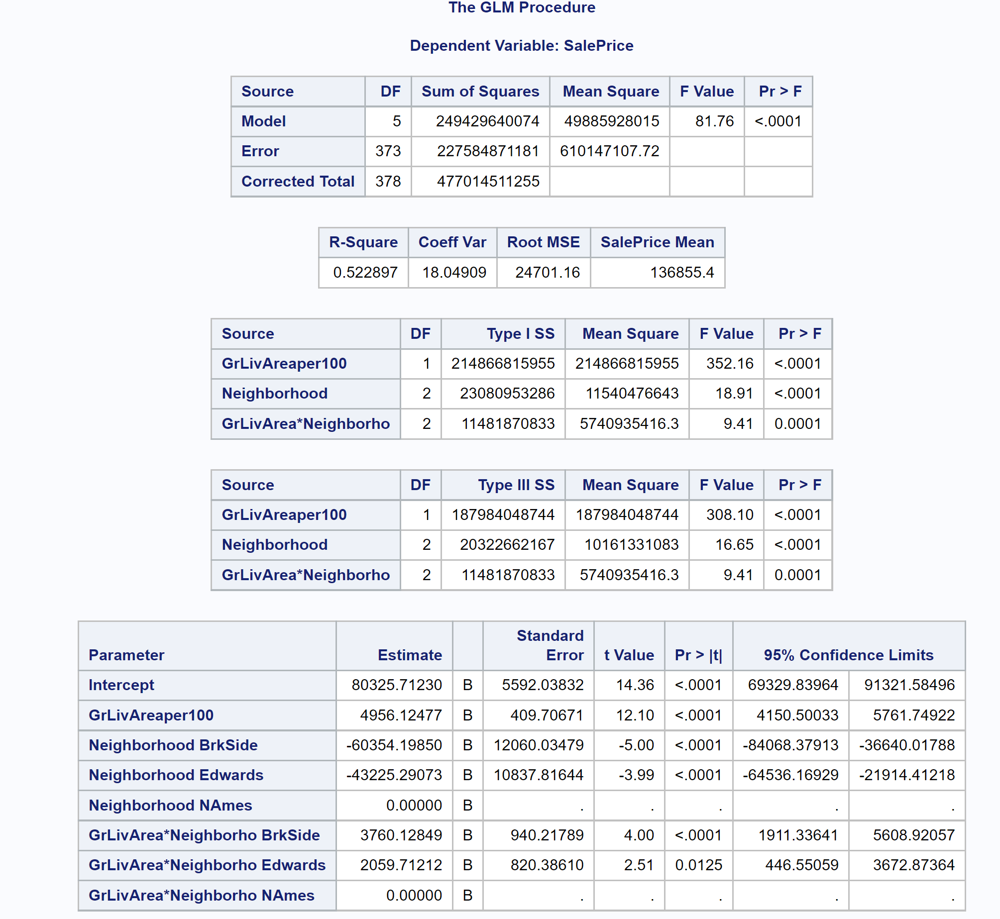 The GLM Procedure
Dependent Variable: SalePrice
Source DF Sum of Squares Mean Square F Value Pr > F
Model 5 249429640074 49885928015 81.76 <.0001
Error 373 227584871181 610147107.72
Corrected Total 378 477014511255
R-Square Coeff Var Root MSE SalePrice Mean
0.522897 18.04909 24701.16 136855.4
Source DF Type I SS Mean Square F Value Pr > F
GrLivAreaper100 1 214866815955 214866815955 352.16 <.0001
Neighborhood 2 23080953286 11540476643 18.91 <.0001
GrLivArea*Neighborho 2 11481870833 5740935416.3 9.41 0.0001
Source DF Type III SS Mean Square F Value Pr > F
GrLivAreaper100 1 187984048744 187984048744 308.10 <.0001
Neighborhood 2 20322662167 10161331083 16.65 <.0001
GrLivArea*Neighborho 2 11481870833 5740935416.3 9.41 0.0001
Parameter Estimate Standard Error t Value Pr > |t| 95% Confidence Limits
Intercept 80325.71230 B 5592.03832 14.36 <.0001 69329.83964 91321.58496
GrLivAreaper100 4956.12477 B 409.70671 12.10 <.0001 4150.50033 5761.74922
Neighborhood BrkSide -60354.19850 B 12060.03479 -5.00 <.0001 -84068.37913 -36640.01788
Neighborhood Edwards -43225.29073 B 10837.81644 -3.99 <.0001 -64536.16929 -21914.41218
Neighborhood NAmes 0.00000 B . . . . .
GrLivArea*Neighborho BrkSide 3760.12849 B 940.21789 4.00 <.0001 1911.33641 5608.92057
GrLivArea*Neighborho Edwards 2059.71212 B 820.38610 2.51 0.0125 446.55059 3672.87364
GrLivArea*Neighborho NAmes 0.00000 B . . . . .